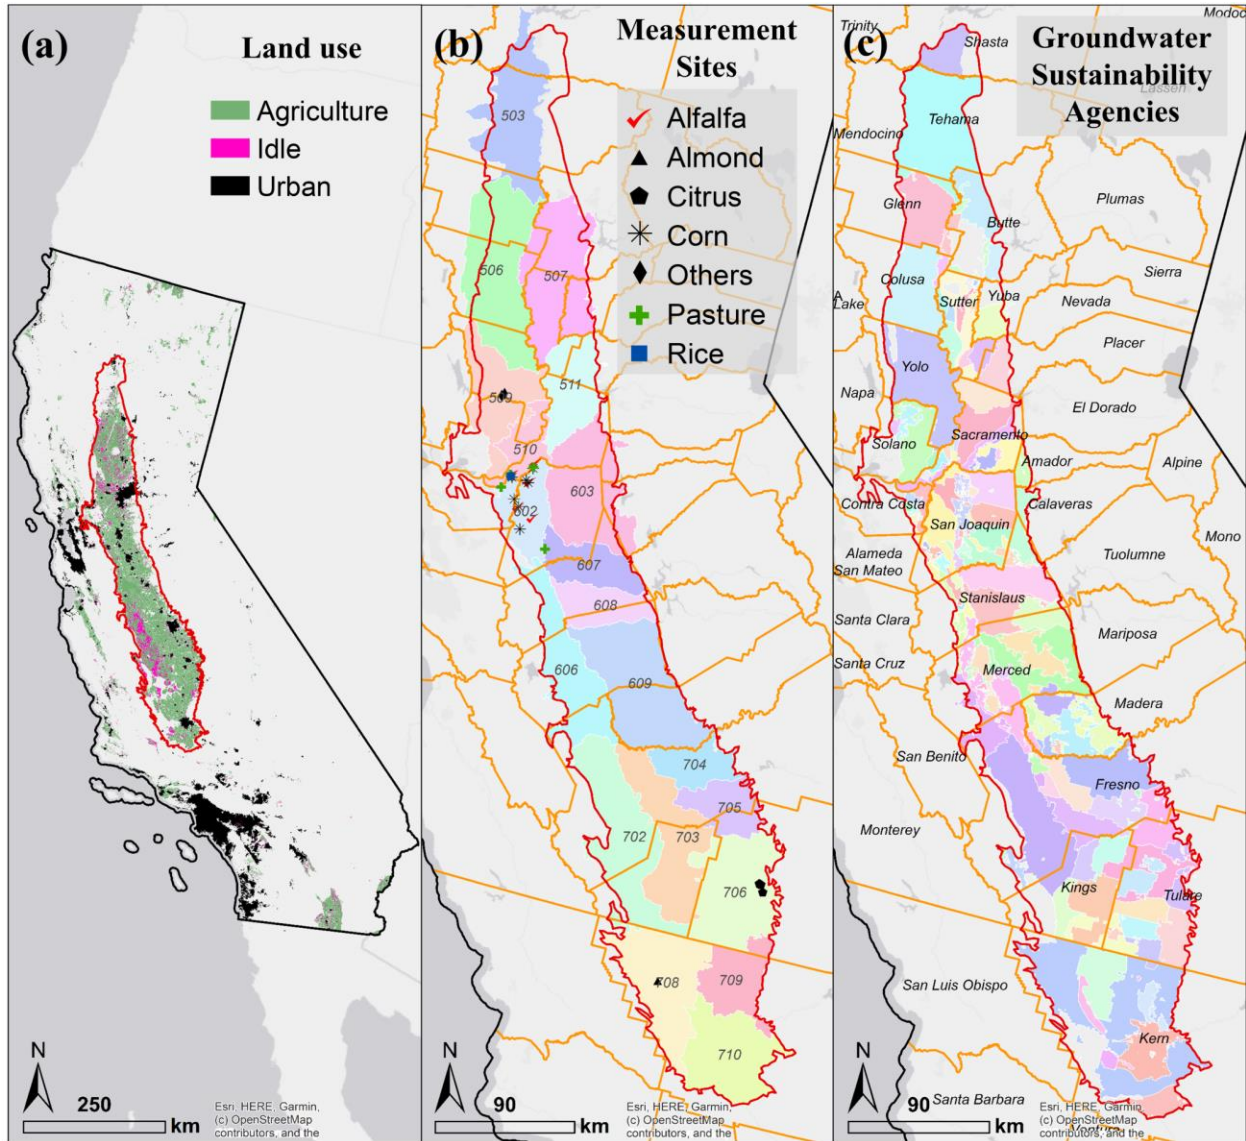 (a)
Land use
Agriculture
Idle
Urban
N
250
km
Esri, HERE, Garmin,
(c) OpenStreetMap
contributors, and the
(b)
Measurement
Sites
Alfalfa
Almond
Citrus
Corn
Others
Pasture
Rice
503
506
507
509
511
510
602
603
607
608
606
609
704
705
702
703
706
708
709
710
N
90
km
Esri, HERE, Garmin,
(c) OpenStreetMap
contributors, and the
(c)
Groundwater
Sustainability
Agencies
Trinity
Shasta
Modoc
Lassen
Tehama
Mendocino
Plumas
Glenn
Butte
Sierra
Colusa
Lake
Sutter
Yuba
Nevada
Placer
Yolo
Napa
El Dorado
Solano
Sacramento
Amador
Alpine
Contra Costa
Calaveras
San Joaquin
Mono
Alameda
Tuolumne
San Mateo
Stanislaus
Santa Clara
Mariposa
Santa Cruz
Merced
Madera
San Benito
Fresno
Monterey
Kings
Tulare
San Luis Obispo
Kern
Santa Barbara
Ventura
N
90
km
Esri, HERE, Garmin,
(c) OpenStreetMap
contributors, and the